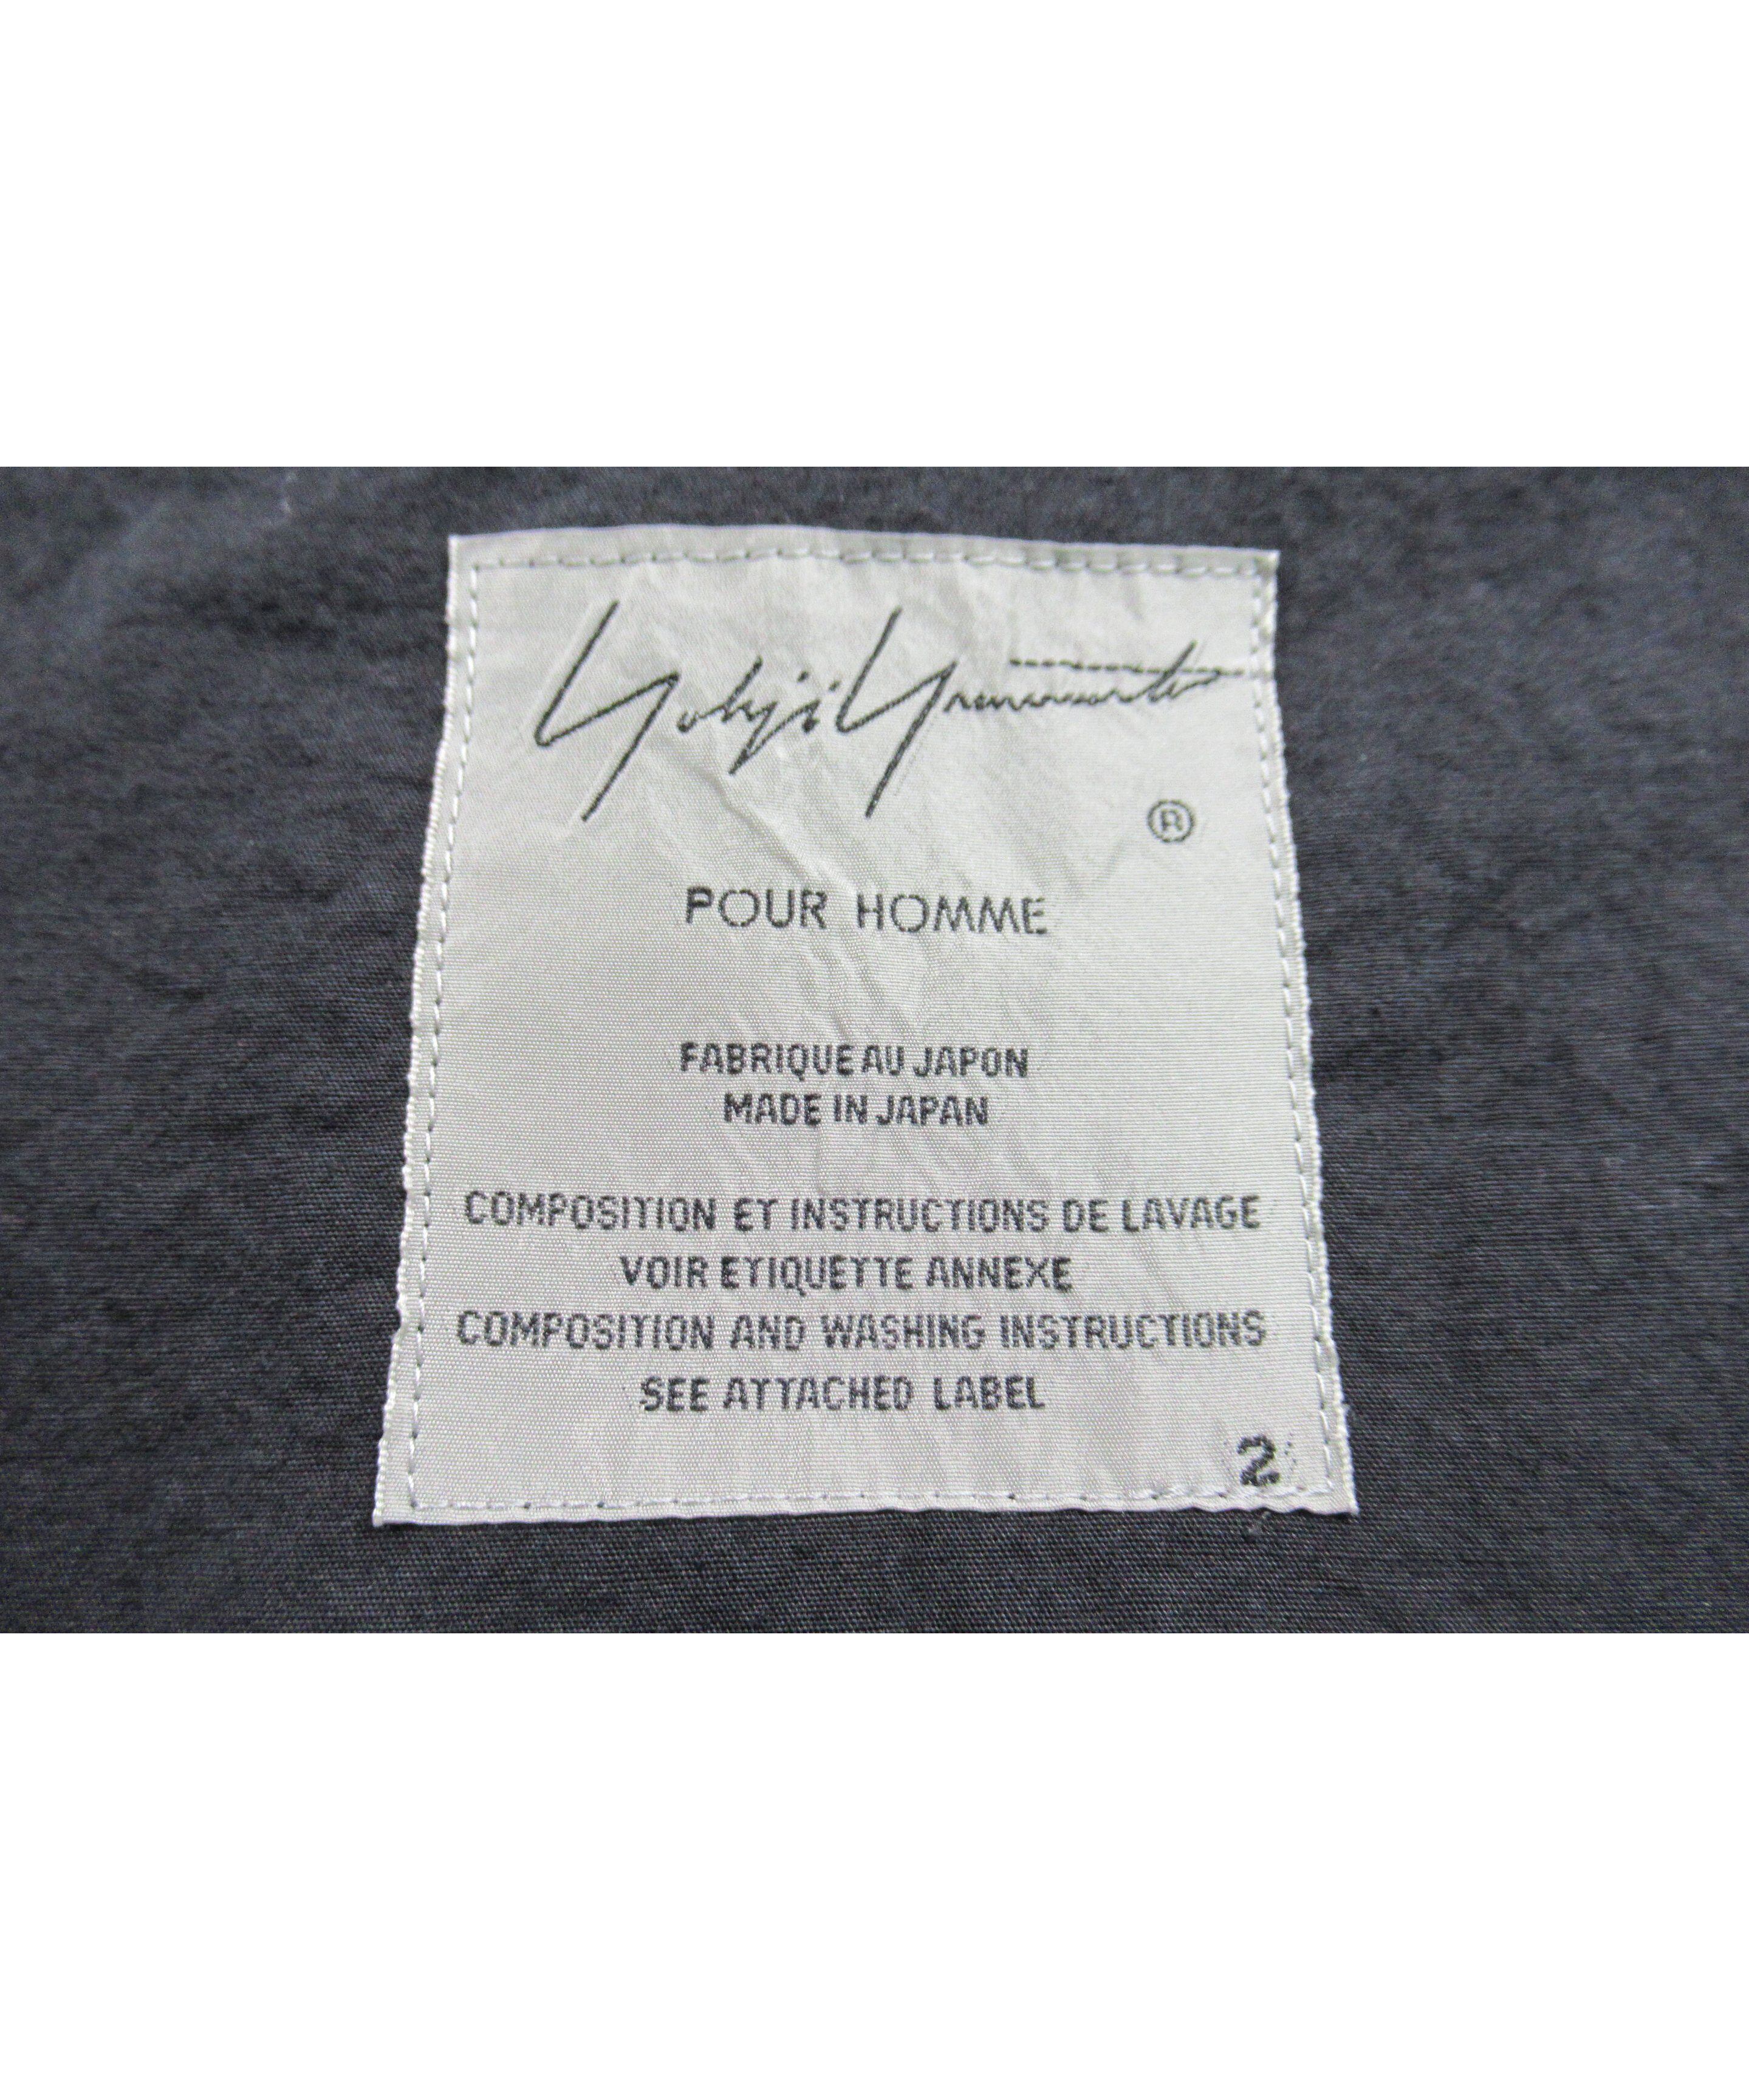 Yohji Yamamoto
®
POUR HOMME
FABRIQUE AU JAPON
MADE IN JAPAN
COMPOSITION ET INSTRUCTIONS DE LAVAGE
VOIR ETIQUETTE ANNEXE
COMPOSITION AND WASHING INSTRUCTIONS
SEE ATTACHED LABEL
2